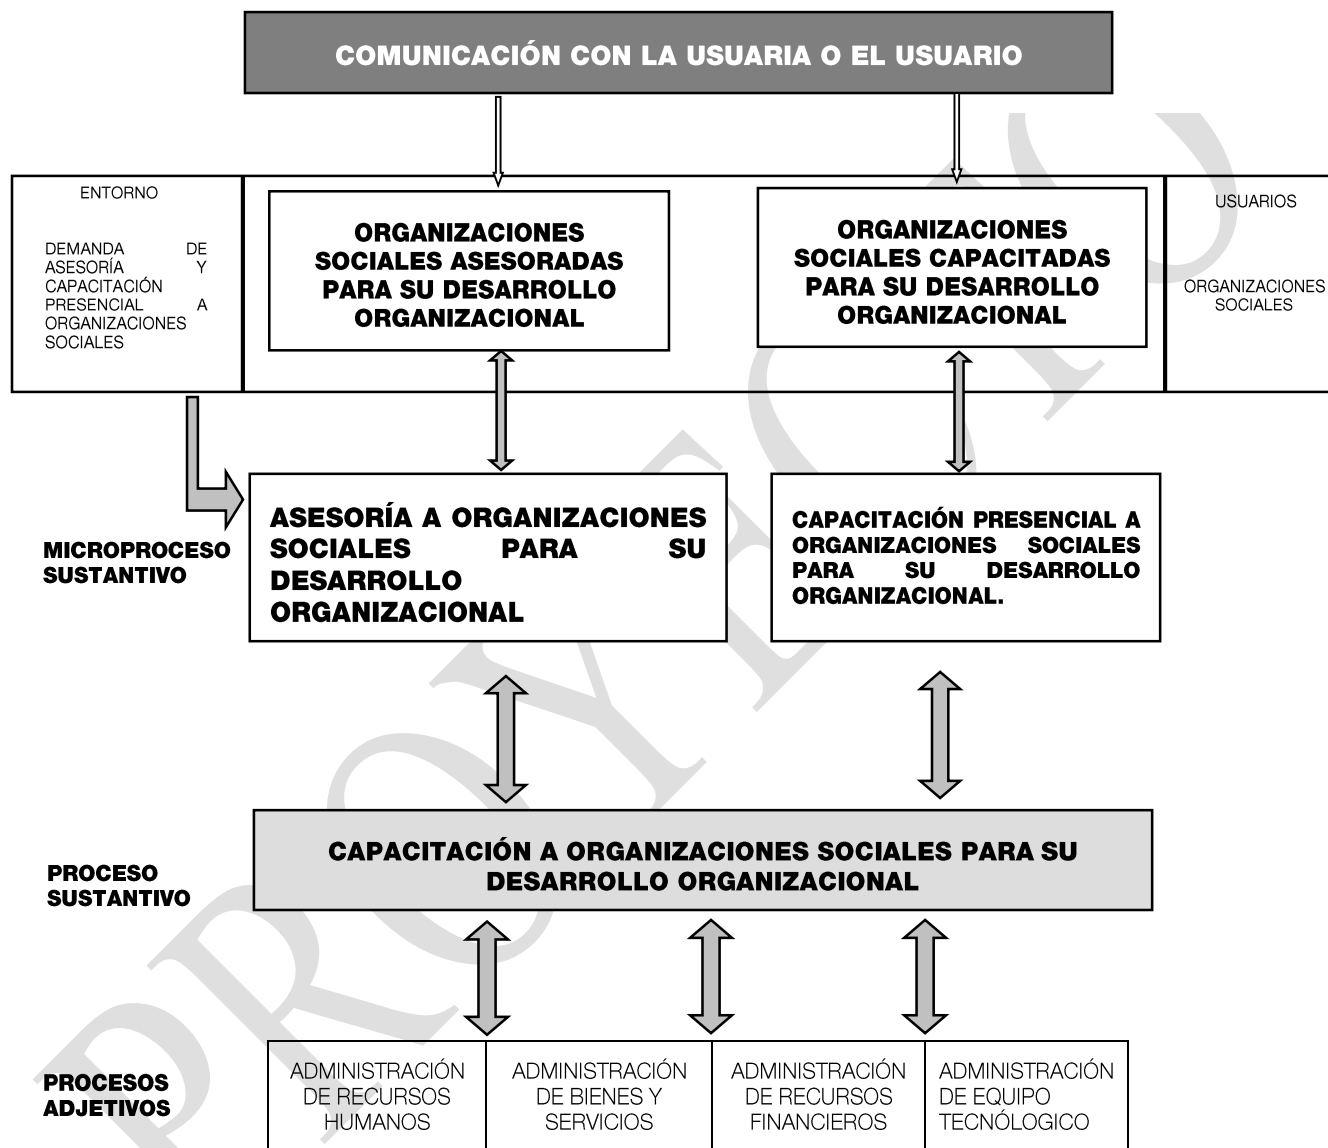 COMUNICACIÓN CON LA USUARIA O EL USUARIO
ENTORNO
DEMANDA DE
ASESORÍA Y
CAPACITACIÓN
PRESENCIAL A
ORGANIZACIONES
SOCIALES
ORGANIZACIONES
SOCIALES ASESORADAS
PARA SU DESARROLLO
ORGANIZACIONAL
ORGANIZACIONES
SOCIALES CAPACITADAS
PARA SU DESARROLLO
ORGANIZACIONAL
USUARIOS
ORGANIZACIONES
SOCIALES
MICROPROCESO
SUSTANTIVO
ASESORÍA A ORGANIZACIONES
SOCIALES PARA SU
DESARROLLO
ORGANIZACIONAL
CAPACITACIÓN PRESENCIAL A
ORGANIZACIONES SOCIALES
PARA SU DESARROLLO
ORGANIZACIONAL.
PROCESO
SUSTANTIVO
CAPACITACIÓN A ORGANIZACIONES SOCIALES PARA SU
DESARROLLO ORGANIZACIONAL
PROCESOS
ADJETIVOS
ADMINISTRACIÓN
DE RECURSOS
HUMANOS
ADMINISTRACIÓN
DE BIENES Y
SERVICIOS
ADMINISTRACIÓN
DE RECURSOS
FINANCIEROS
ADMINISTRACIÓN
DE EQUIPO
TECNÓLOGICO
PROYECTO